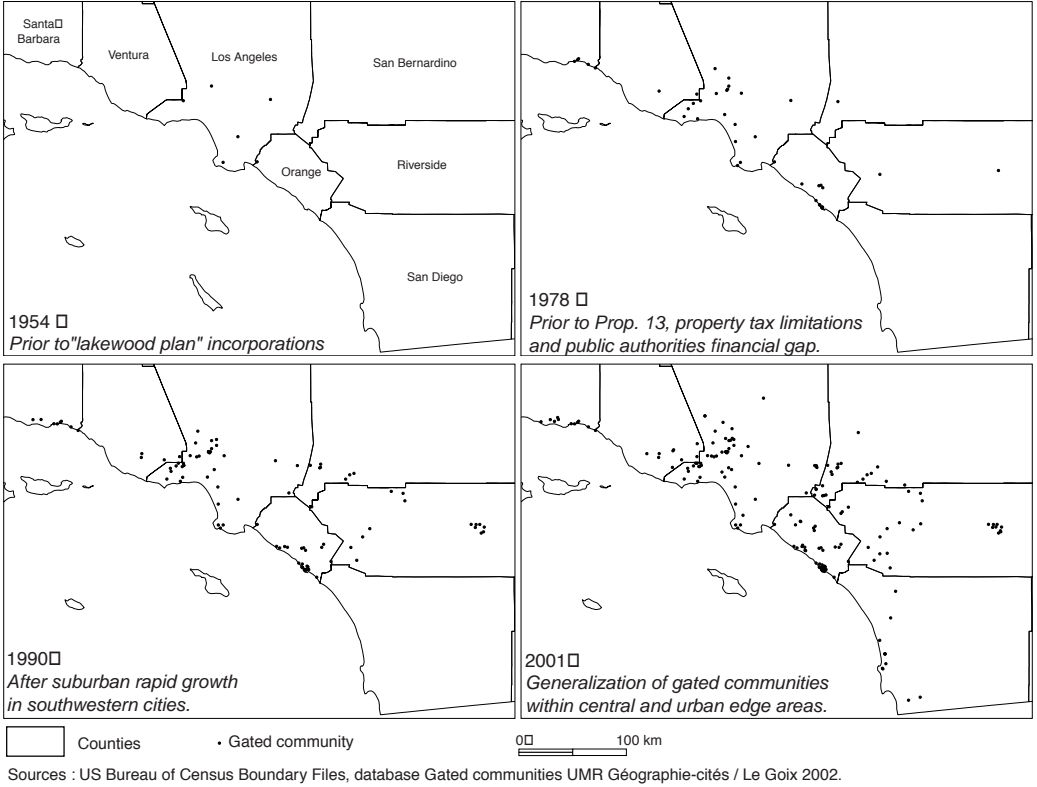 Santa
Barbara
Ventura
Los Angeles
San Bernardino
Orange
Riverside
San Diego
1954
Prior to"lakewood plan" incorporations
1978
Prior to Prop. 13, property tax limitations
and public authorities financial gap.
1990
After suburban rapid growth
in southwestern cities.
2001
Generalization of gated communities
within central and urban edge areas.
Counties
Gated community
0 100 km
Sources : US Bureau of Census Boundary Files, database Gated communities UMR Géographie-cités / Le Goix 2002.